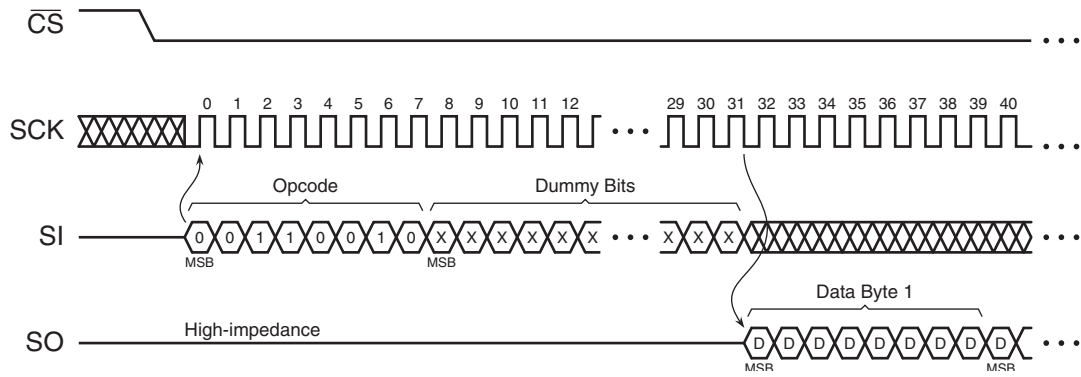 CS
0 1 2 3 4 5 6 7 8 9 10 11 12 29 30 31 32 33 34 35 36 37 38 39 40
SCK
Opcode Dummy Bits
SI 0 0 1 1 0 0 1 0 X X X X X X X X X
MSB MSB
Data Byte 1
High-impedance
SO D D D D D D D D D
MSB MSB